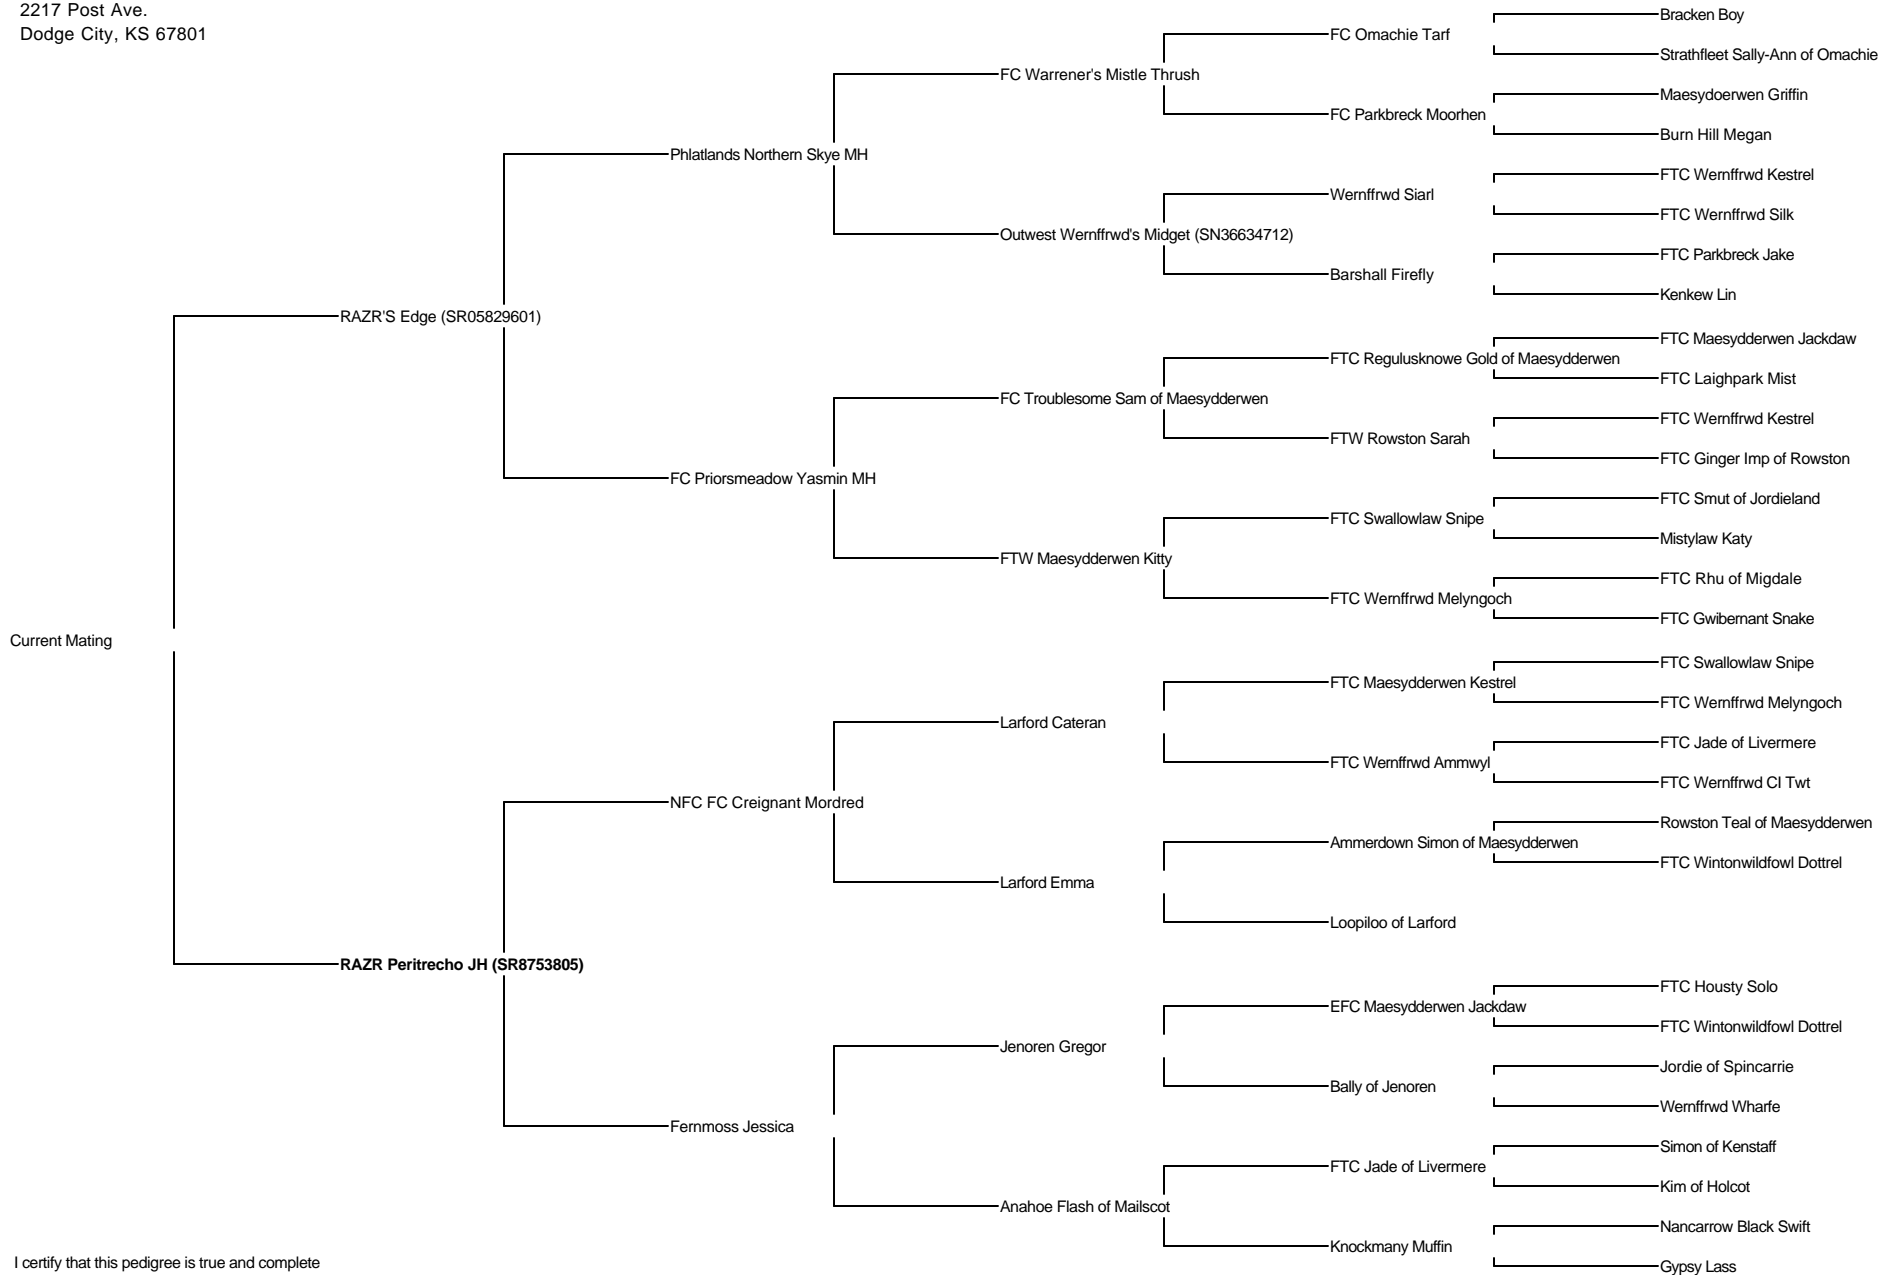 2217 Post Ave.
Dodge City, KS 67801
Bracken Boy
FC Omachie Tarf
Strathfleet Sally-Ann of Omachie
FC Warrener's Mistle Thrush
Maesydoerwen Griffin
FC Parkbreck Moorhen
Burn Hill Megan
Phlatlands Northern Skye MH
FTC Wernffrwd Kestrel
Wernffrwd Siarl
FTC Wernffrwd Silk
Outwest Wernffrwd's Midget (SN36634712)
FTC Parkbreck Jake
Barshall Firefly
Kenkew Lin
RAZR'S Edge (SR05829601)
FTC Maesydderwen Jackdaw
FTC Regulusknowe Gold of Maesydderwen
FTC Laighpark Mist
FC Troublesome Sam of Maesydderwen
FTC Wernffrwd Kestrel
FTW Rowston Sarah
FTC Ginger Imp of Rowston
FC Priorsmeadow Yasmin MH
FTC Smut of Jordieland
FTC Swallowlaw Snipe
Mistylaw Katy
FTW Maesydderwen Kitty
FTC Rhu of Migdale
FTC Wernffrwd Melyngoch
FTC Gwibernant Snake
Current Mating
FTC Swallowlaw Snipe
FTC Maesydderwen Kestrel
FTC Wernffrwd Melyngoch
Larford Cateran
FTC Jade of Livermere
FTC Wernffrwd Ammwyl
FTC Wernffrwd CI Twt
NFC FC Creignant Mordred
Rowston Teal of Maesydderwen
Ammerdown Simon of Maesydderwen
FTC Wintonwildfowl Dottrel
Larford Emma
Loopiloo of Larford
RAZR Peritrecho JH (SR8753805)
FTC Housty Solo
EFC Maesydderwen Jackdaw
FTC Wintonwildfowl Dottrel
Jenoren Gregor
Jordie of Spincarrie
Bally of Jenoren
Wernffrwd Wharfe
Fernmoss Jessica
Simon of Kenstaff
FTC Jade of Livermere
Kim of Holcot
Anahoe Flash of Mailscot
Nancarrow Black Swift
Knockmany Muffin
Gypsy Lass
I certify that this pedigree is true and complete